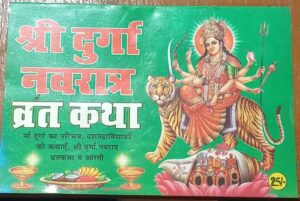 श्री दुर्गा
नवरात्र
व्रत कथा
माँ दुर्गा का परिचय, दशमहाविद्याओं
की कथाएँ, श्री दुर्गा नवरात्र
व्रतकथा व आरती
25/-